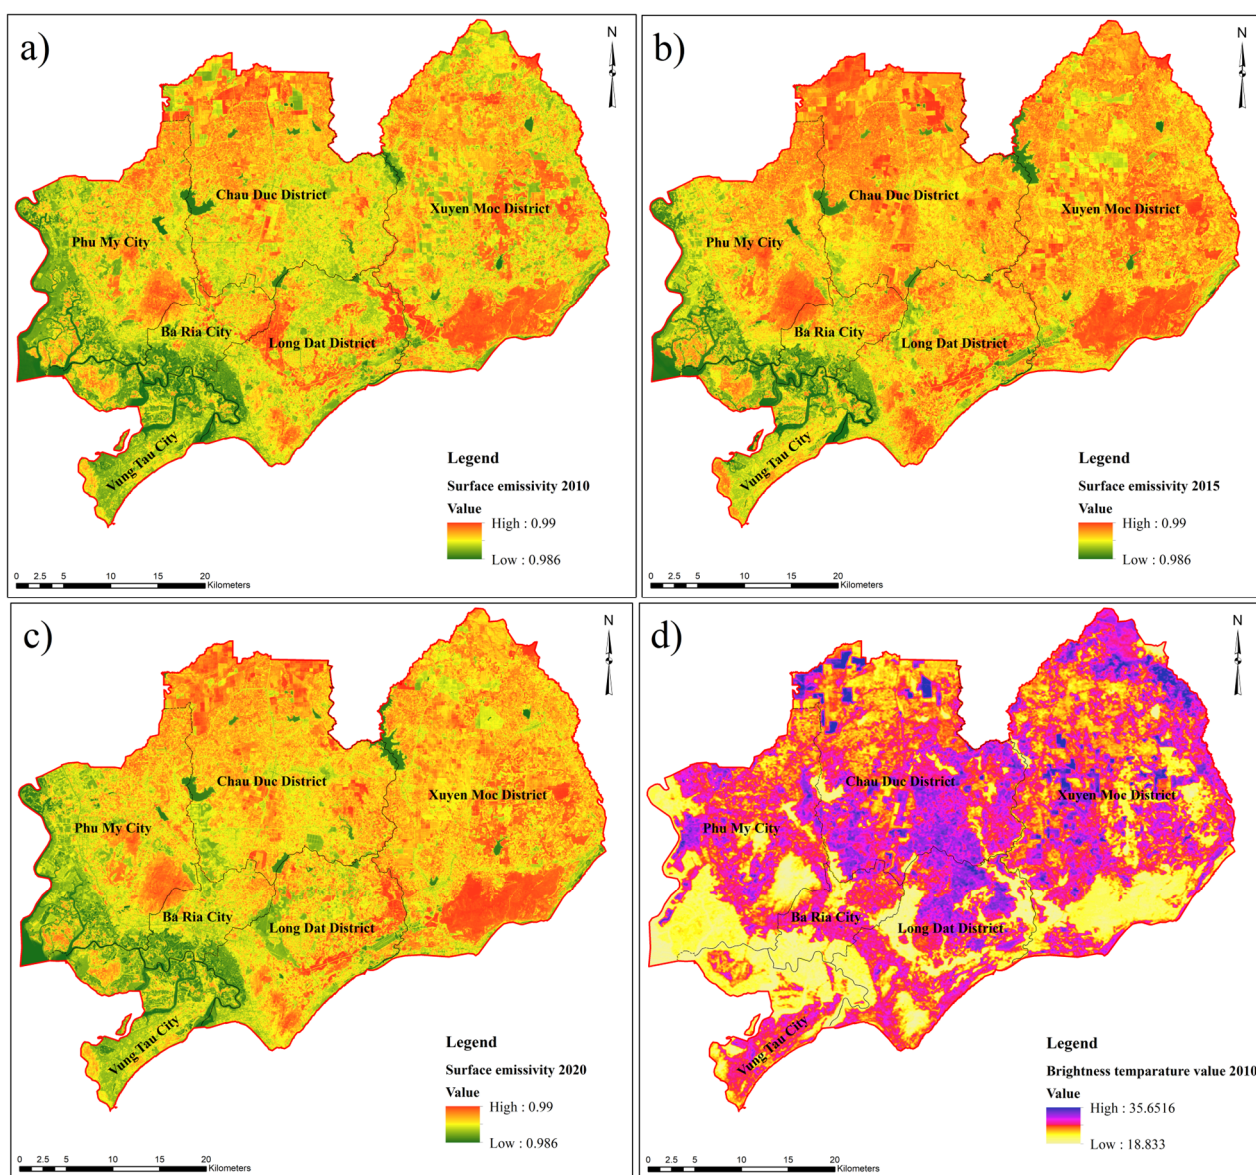 a)
N
Chau Duc District
Xuyen Moc District
Phu My City
Ba Ria City
Long Dat District
Vung Tau City
Legend
Surface emissivity 2010
Value
High : 0.99
Low : 0.986
0 2.5 5 10 15 20
Kilometers
b)
N
Chau Duc District
Xuyen Moc District
Phu My City
Ba Ria City
Long Dat District
Vung Tau City
Legend
Surface emissivity 2015
Value
High : 0.99
Low : 0.986
0 2.5 5 10 15 20
Kilometers
c)
N
Chau Duc District
Xuyen Moc District
Phu My City
Ba Ria City
Long Dat District
Vung Tau City
Legend
Surface emissivity 2020
Value
High : 0.99
Low : 0.986
0 2.5 5 10 15 20
Kilometers
d)
N
Chau Duc District
Xuyen Moc District
Phu My City
Ba Ria City
Long Dat District
Vung Tau City
Legend
Brightness temparature value 2010
Value
High : 35.6516
Low : 18.833
0 2.5 5 10 15 20
Kilometers